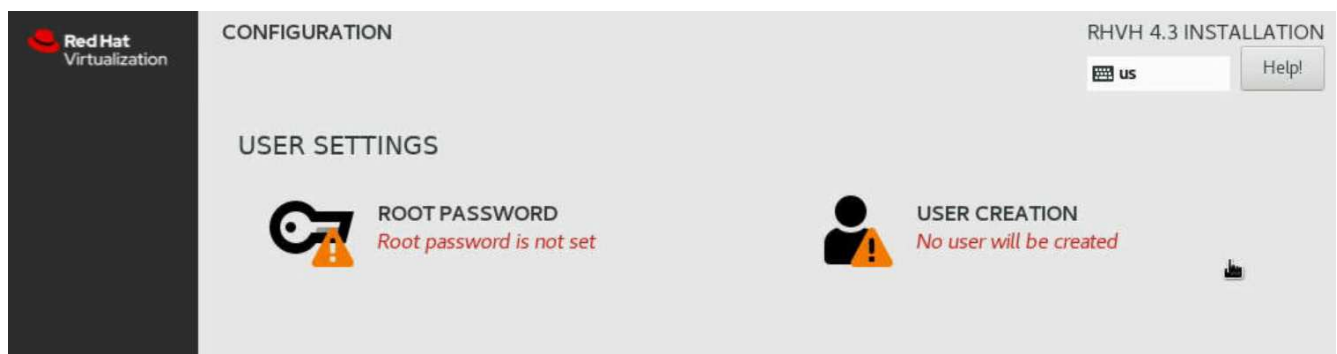 Red Hat
Virtualization
CONFIGURATION
RHVH 4.3 INSTALLATION
us
Help!
USER SETTINGS
ROOT PASSWORD
Root password is not set
USER CREATION
No user will be created